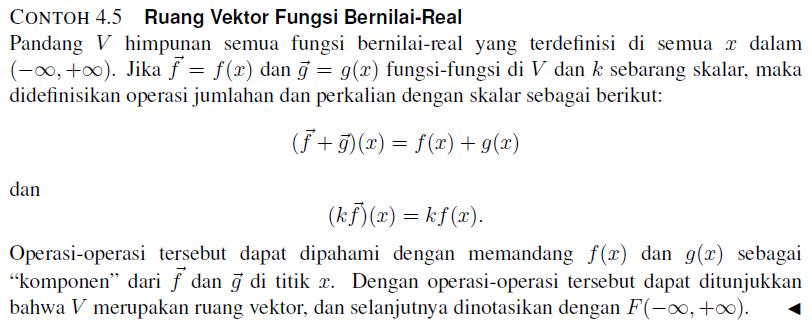 CONTOH 4.5 Ruang Vektor Fungsi Bernilai-Real
Pandang V himpunan semua fungsi bernilai-real yang terdefinisi di semua x dalam
(−∞, +∞). Jika f⃗ = f(x) dan g⃗ = g(x) fungsi-fungsi di V dan k sebarang skalar, maka
didefinisikan operasi jumlahan dan perkalian dengan skalar sebagai berikut:
(f⃗ + g⃗)(x) = f(x) + g(x)
dan
(kf⃗)(x) = kf(x).
Operasi-operasi tersebut dapat dipahami dengan memandang f(x) dan g(x) sebagai
“komponen” dari f⃗ dan g⃗ di titik x. Dengan operasi-operasi tersebut dapat ditunjukkan
bahwa V merupakan ruang vektor, dan selanjutnya dinotasikan dengan F(−∞, +∞). ◄